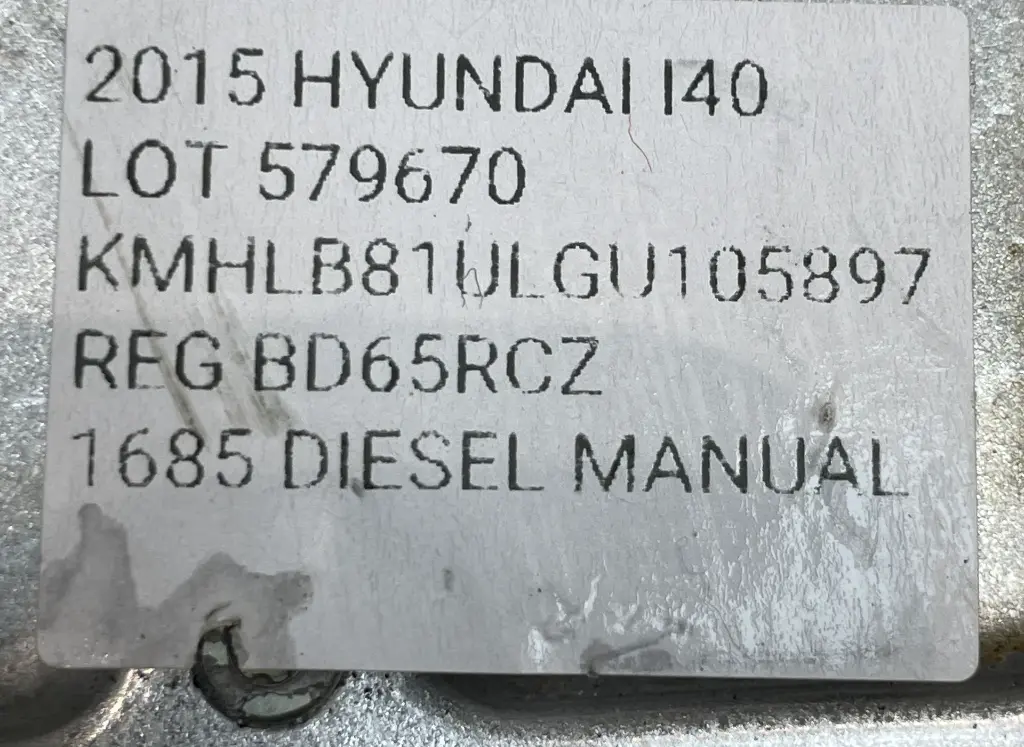 2015 HYUNDAI I40
LOT 579670
KMHLB81ULGU105897
REG BD65RCZ
1685 DIESEL MANUAL